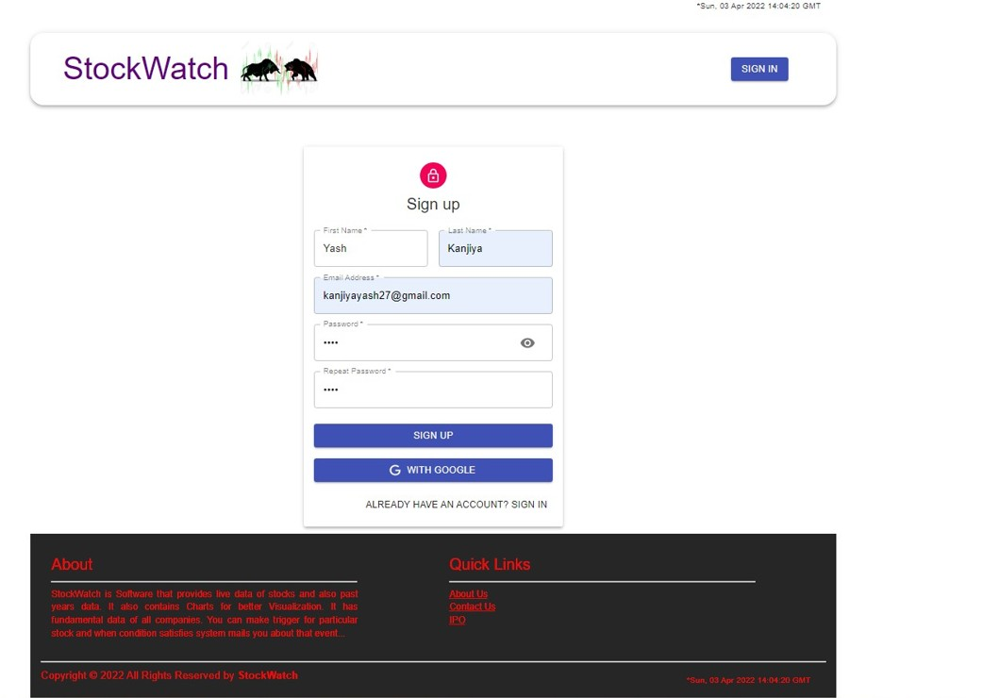 *Sun, 03 Apr 2022 14:04:20 GMT
StockWatch
SIGN IN
Sign up
First Name *
Last Name *
Yash
Kanjiya
Email Address *
kanjiyayash27@gmail.com
Password *
••••
Repeat Password *
••••
SIGN UP
WITH GOOGLE
ALREADY HAVE AN ACCOUNT? SIGN IN
About
Quick Links
StockWatch is Software that provides live data of stocks and also past
years data. It also contains Charts for better Visualization. It has
fundamental data of all companies. You can make trigger for particular
stock and when condition satisfies system mails you about that event...
About Us
Contact Us
IPO
Copyright © 2022 All Rights Reserved by StockWatch
*Sun, 03 Apr 2022 14:04:20 GMT